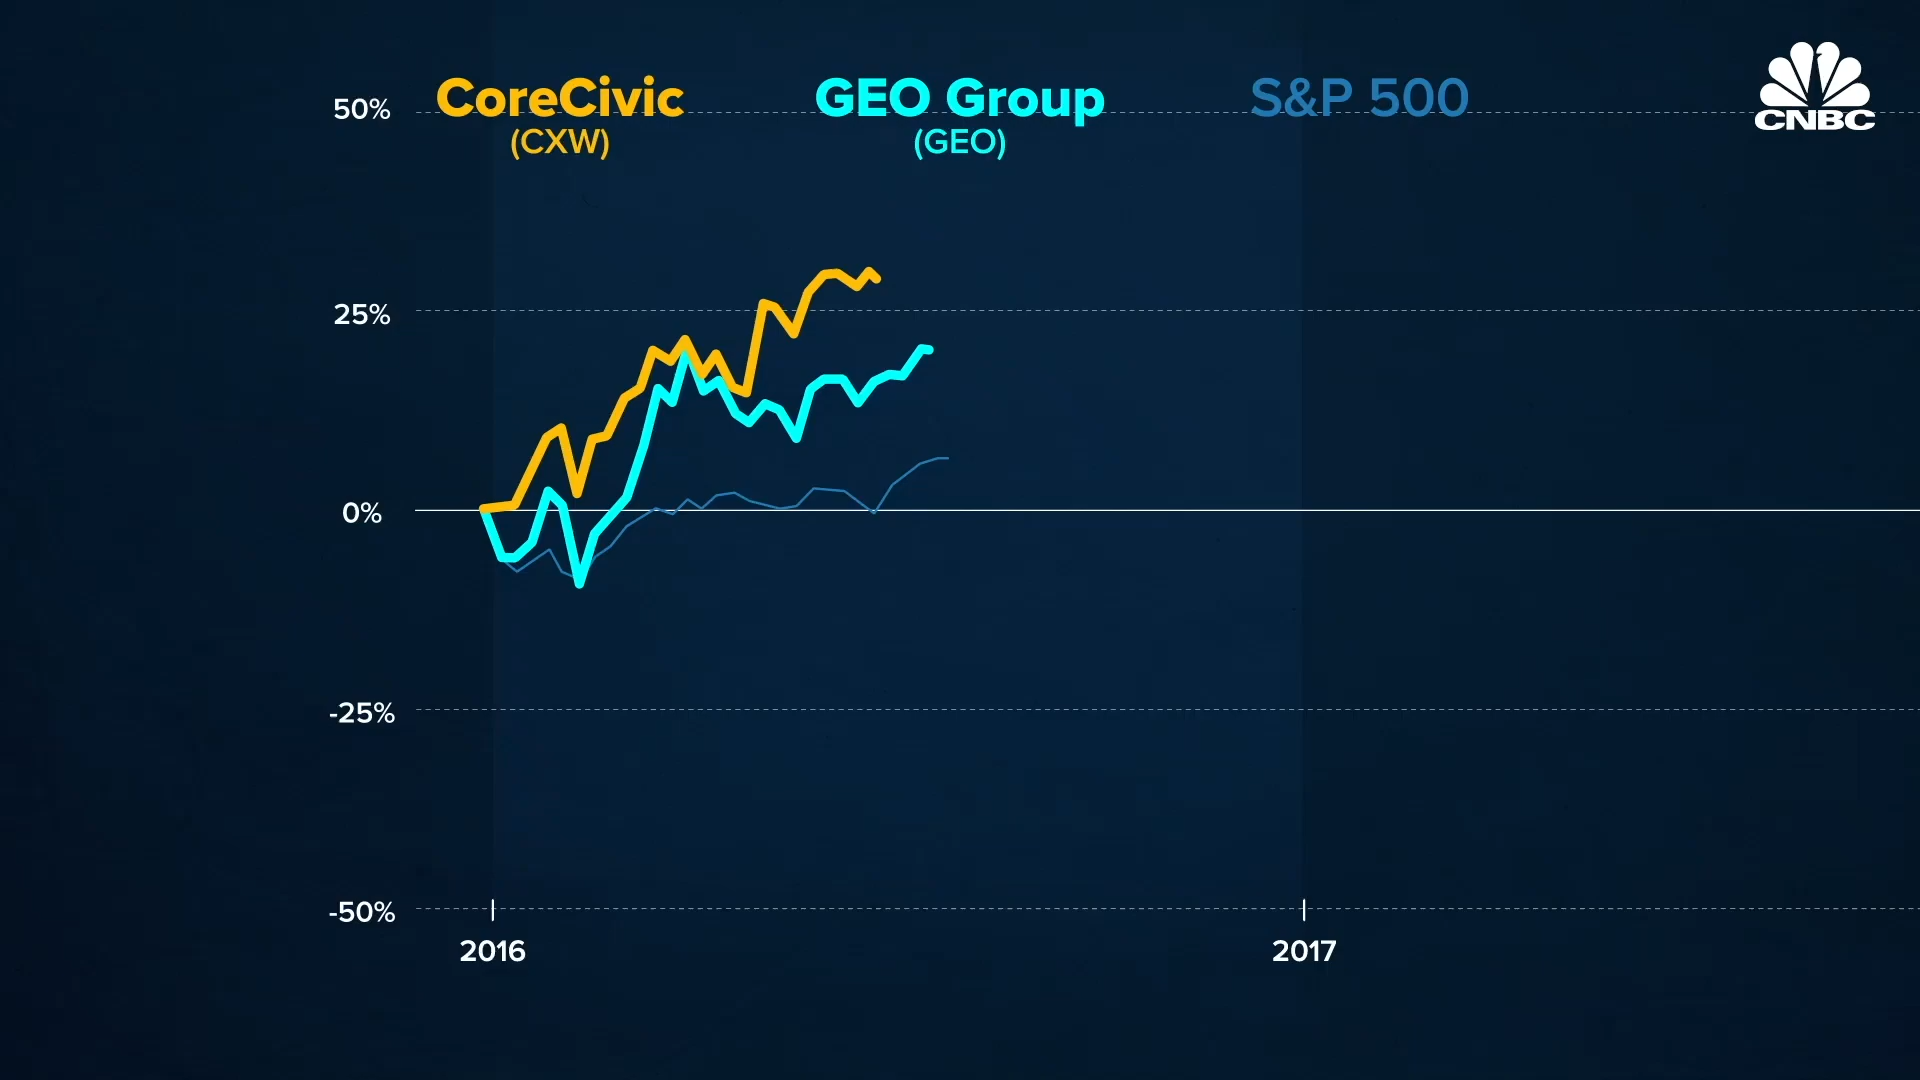 CoreCivic
(CXW)
GEO Group
(GEO)
S&P 500
CNBC
50%
25%
0%
-25%
-50%
2016
2017